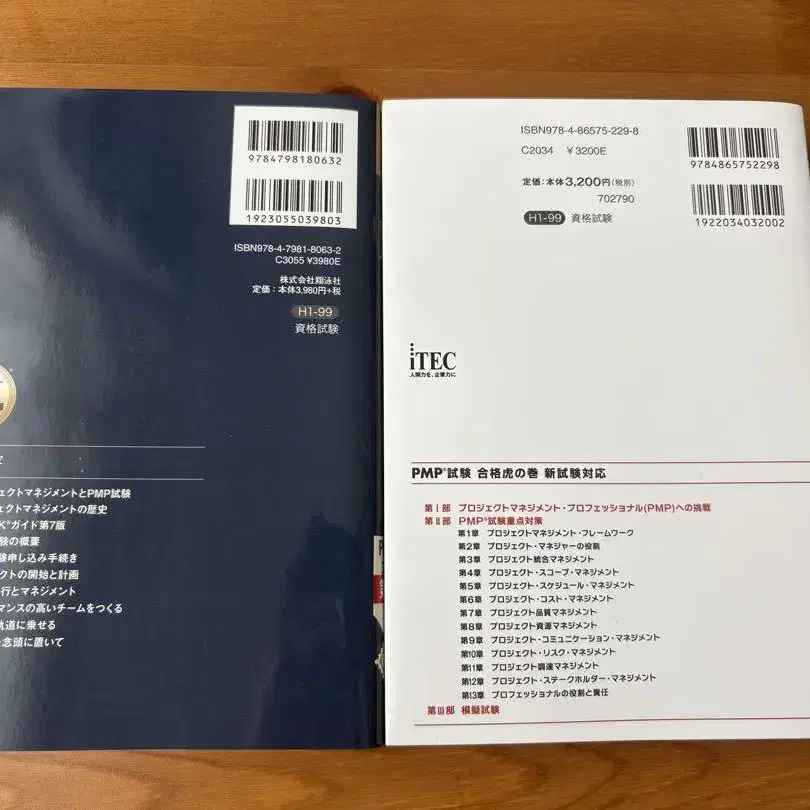 9784798180632
1923055039803
ISBN978-4-7981-8063-2
C3055 ¥3980E
株式会社翔泳社
定価：本体3,980円+税
H1-99
資格試験
ェクトマネジメントとPMP試験
ェクトマネジメントの歴史
K®ガイド第7版
験の概要
験申し込み手続き
クトの開始と計画
行とマネジメント
マンスの高いチームをつくる
軌道に乗せる
念頭に置いて
ISBN978-4-86575-229-8
C2034 ¥3200E
定価：本体3,200円(税別)
702790
H1-99 資格試験
9784865752298
1922034032002
iTEC
人間力を、企業力に
PMP®試験 合格虎の巻 新試験対応
第Ⅰ部 プロジェクトマネジメント・プロフェッショナル(PMP)への挑戦
第Ⅱ部 PMP®試験重点対策
第1章 プロジェクトマネジメント・フレームワーク
第2章 プロジェクト・マネジャーの役割
第3章 プロジェクト統合マネジメント
第4章 プロジェクト・スコープ・マネジメント
第5章 プロジェクト・スケジュール・マネジメント
第6章 プロジェクト・コスト・マネジメント
第7章 プロジェクト品質マネジメント
第8章 プロジェクト資源マネジメント
第9章 プロジェクト・コミュニケーション・マネジメント
第10章 プロジェクト・リスク・マネジメント
第11章 プロジェクト調達マネジメント
第12章 プロジェクト・ステークホルダー・マネジメント
第13章 プロフェッショナルの役割と責任
第Ⅲ部 模擬試験